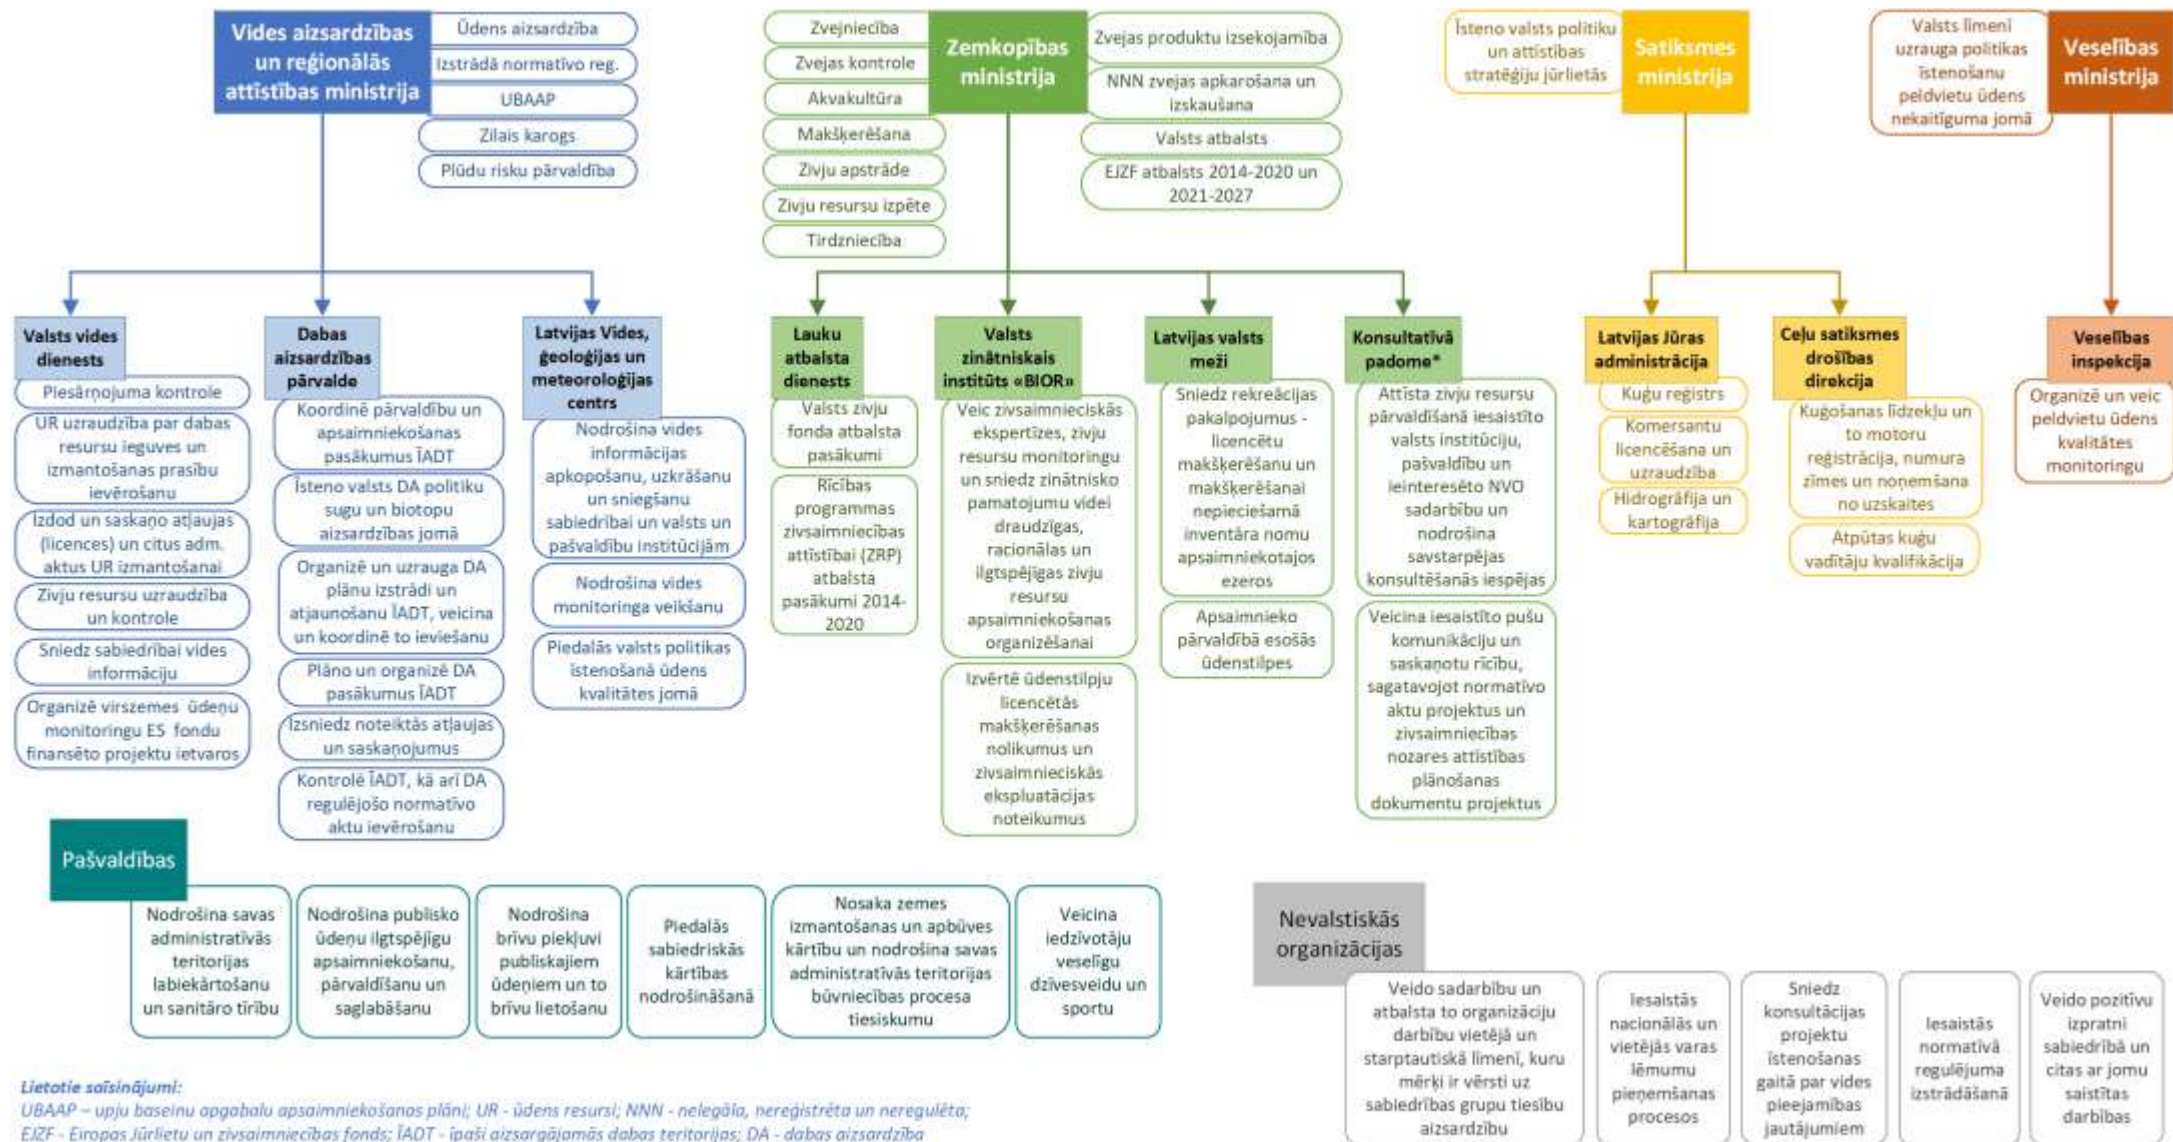 Vides aizsardzības
un reģionālās
attīstības ministrija
Ūdens aizsardzība
Izstrādā normatīvo reg.
UBAAP
Zilais karogs
Plūdu risku pārvaldība
Zvejniecība
Zvejas kontrole
Akvakultūra
Makšķerēšana
Zivju apstrāde
Zivju resursu izpēte
Tirdzniecība
Zemkopības
ministrija
Zvejas produktu izsekojamība
NNN zvejas apkarošana un
izskaušana
Valsts atbalsts
EJZF atbalsts 2014-2020 un
2021-2027
Īsteno valsts politiku
un attīstības
stratēģiju jūrlietās
Satiksmes
ministrija
Valsts līmenī
uzrauga politikas
īstenošanu
peldvietu ūdens
nekaitīguma jomā
Veselības
ministrija
Valsts vides
dienests
Piesārņojuma kontrole
UR uzraudzība par dabas
resursu ieguves un
izmantošanas prasību
ievērošanu
Izdod un saskaņo atļaujas
(licences) un citus adm.
aktus UR izmantošanai
Zivju resursu uzraudzība
un kontrole
Sniedz sabiedrībai vides
informāciju
Organizē virszemes ūdeņu
monitoringu ES fondu
finansēto projektu ietvaros
Dabas
aizsardzības
pārvalde
Koordinē pārvaldību un
apsaimniekošanas
pasākumus ĪADT
Īsteno valsts DA politiku
sugu un biotopu
aizsardzības jomā
Organizē un uzrauga DA
plānu izstrādi un
atjaunošanu ĪADT, veicina
un koordinē to ieviešanu
Plāno un organizē DA
pasākumus ĪADT
Izsniedz noteiktās atļaujas
un saskaņojumus
Kontrolē ĪADT, kā arī DA
regulējošo normatīvo
aktu ievērošanu
Latvijas Vides,
ģeoloģijas un
meteoroloģijas
centrs
Nodrošina vides
informācijas
apkopošanu, uzkrāšanu
un sniegšanu
sabiedrībai un valsts un
pašvaldību institūcijām
Nodrošina vides
monitoringa veikšanu
Piedalās valsts politikas
īstenošanā ūdens
kvalitātes jomā
Lauku
atbalsta
dienests
Valsts zivju
fonda atbalsta
pasākumi
Rīcības
programmas
zivsaimniecības
attīstībai (ZRP)
atbalsta
pasākumi 2014-
2020
Valsts
zinātniskais
institūts «BIOR»
Veic zivsaimnieciskās
ekspertīzes, zivju
resursu monitoringu
un sniedz zinātnisko
pamatojumu videi
draudzīgas,
racionālas un
ilgtspējīgas zivju
resursu
apsaimniekošanas
organizēšanai
Izvērtē ūdenstilpju
licencētās
makšķerēšanas
nolikumus un
zivsaimnieciskās
ekspluatācijas
noteikumus
Latvijas valsts
meži
Sniedz rekreācijas
pakalpojumus -
licencētu
makšķerēšanu un
makšķerēšanai
nepieciešamā
inventāra nomu
apsaimniekotajos
ezeros
Apsaimnieko
pārvaldībā esošās
ūdenstilpes
Konsultatīvā
padome*
Attīsta zivju resursu
pārvaldīšanā iesaistīto
valsts institūciju,
pašvaldību un
ieinteresēto NVO
sadarbību un
nodrošina
savstarpējas
konsultēšanās iespējas
Veicina iesaistīto pušu
komunikāciju un
saskaņotu rīcību,
sagatavojot normatīvo
aktu projektus un
zivsaimniecības
nozares attīstības
plānošanas
dokumentu projektus
Latvijas Jūras
administrācija
Kuģu reģistrs
Komersantu
licencēšana un
uzraudzība
Hidrogrāfija un
kartogrāfija
Ceļu satiksmes
drošības
direkcija
Kuģošanas līdzekļu un
to motoru
reģistrācija, numura
zīmes un noņemšana
no uzskaites
Atpūtas kuģu
vadītāju kvalifikācija
Veselības
inspekcija
Organizē un veic
peldvietu ūdens
kvalitātes
monitoringu
Pašvaldības
Nodrošina savas
administratīvās
teritorijas
labiekārtošanu
un sanitāro tīrību
Nodrošina publisko
ūdeņu ilgtspējīgu
apsaimniekošanu,
pārvaldīšanu un
saglabāšanu
Nodrošina
brīvu piekļuvi
publiskajiem
ūdeņiem un to
brīvu lietošanu
Piedalās
sabiedriskās
kārtības
nodrošināšanā
Nosaka zemes
izmantošanas un apbūves
kārtību un nodrošina savas
administratīvās teritorijas
būvniecības procesa
tiesiskumu
Veicina
iedzīvotāju
veselīgu
dzīvesveidu un
sportu
Nevalstiskās
organizācijas
Veido sadarbību un
atbalsta to organizāciju
darbību vietējā un
starptautiskā līmenī, kuru
mērķi ir vērsti uz
sabiedrības grupu tiesību
aizsardzību
Iesaistās
nacionālās un
vietējās varas
lēmumu
pieņemšanas
procesos
Sniedz
konsultācijas
projektu
īstenošanas
gaitā par vides
pieejamības
jautājumiem
Iesaistās
normatīvā
regulējuma
izstrādāšanā
Veido pozitīvu
izpratni
sabiedrībā un
citas ar jomu
saistītas
darbības
Lietotie saīsinājumi:
UBAAP – upju baseinu apgabalu apsaimniekošanas plāni; UR - ūdens resursi; NNN - nelegāla, nereģistrēta un neregulēta;
EJZF - Eiropas Jūrlietu un zivsaimniecības fonds; ĪADT - īpaši aizsargājamās dabas teritorijas; DA - dabas aizsardzība